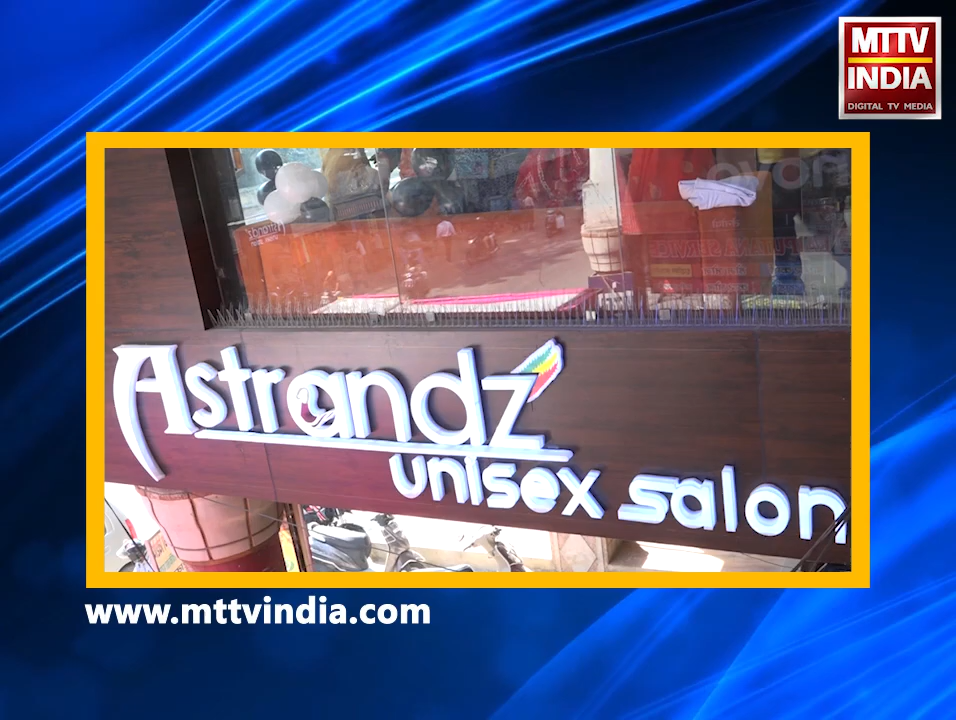 MTTV
INDIA
DIGITAL TV MEDIA
Astrandz
unisex salon
www.mttvindia.com